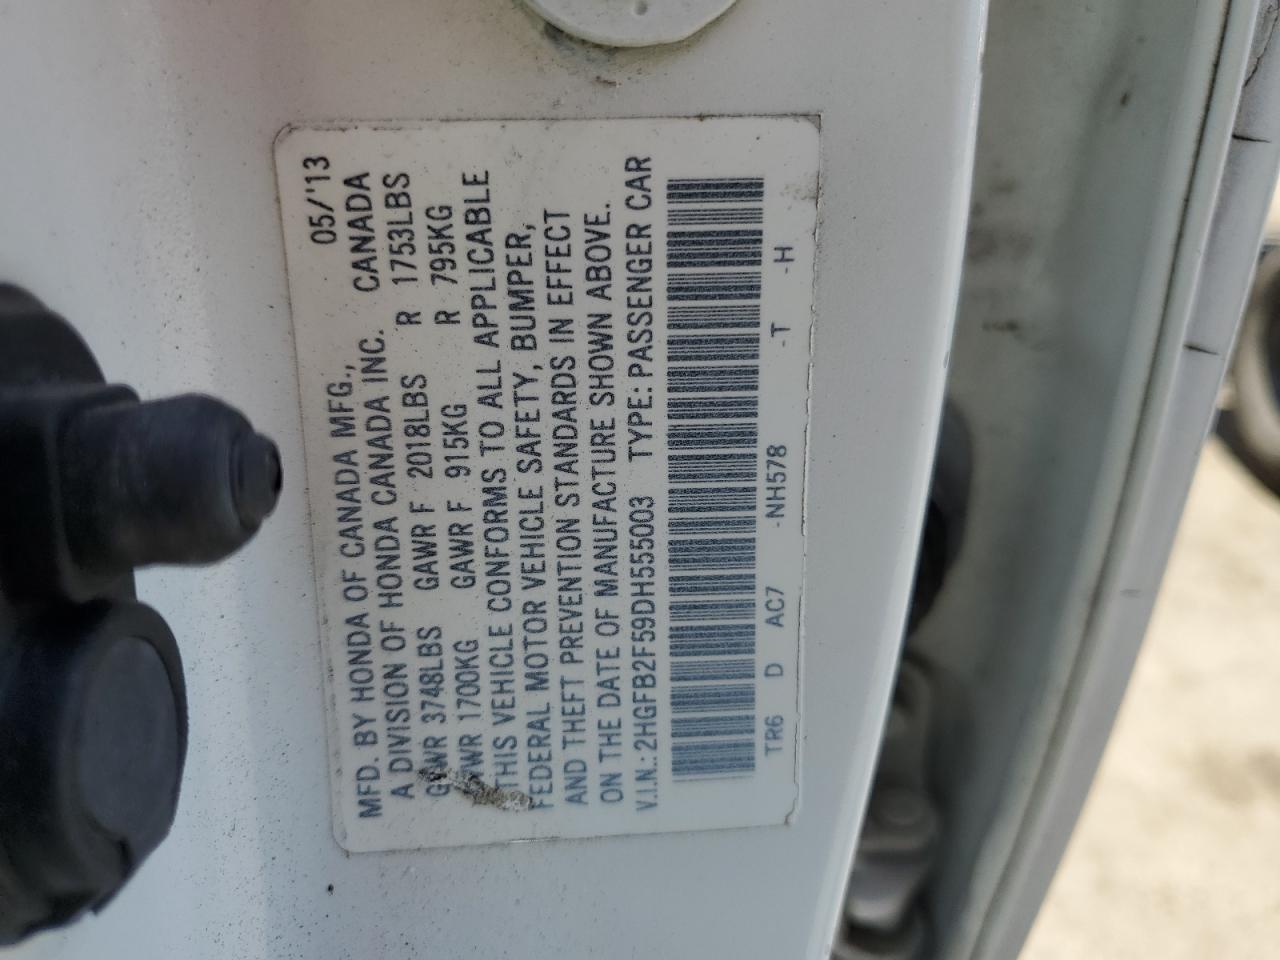 05/'13
MFD. BY HONDA OF CANADA MFG.,
A DIVISION OF HONDA CANADA INC. CANADA
GVWR 3748LBS GAWR F 2018LBS R 1753LBS
GVWR 1700KG GAWR F 915KG R 795KG
THIS VEHICLE CONFORMS TO ALL APPLICABLE
FEDERAL MOTOR VEHICLE SAFETY, BUMPER,
AND THEFT PREVENTION STANDARDS IN EFFECT
ON THE DATE OF MANUFACTURE SHOWN ABOVE.
V.I.N.: 2HGFB2F59DH555003 TYPE: PASSENGER CAR
TR6 D AC7 -NH578 -T -H